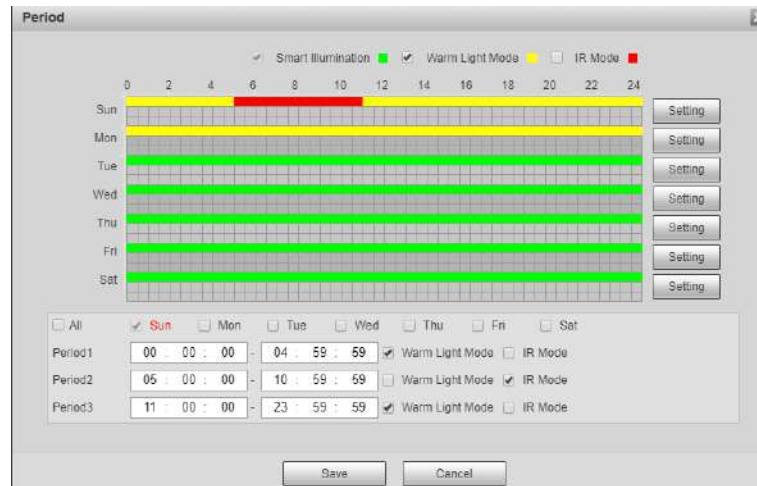 Period
Smart Illumination Warm Light Mode IR Mode
0 2 4 6 8 10 12 14 16 18 20 22 24
Sun Setting
Mon Setting
Tue Setting
Wed Setting
Thu Setting
Fri Setting
Sat Setting
All Sun Mon Tue Wed Thu Fri Sat
Period1 00 : 00 : 00 - 04 : 59 : 59 Warm Light Mode IR Mode
Period2 05 : 00 : 00 - 10 : 59 : 59 Warm Light Mode IR Mode
Period3 11 : 00 : 00 - 23 : 59 : 59 Warm Light Mode IR Mode
Save Cancel